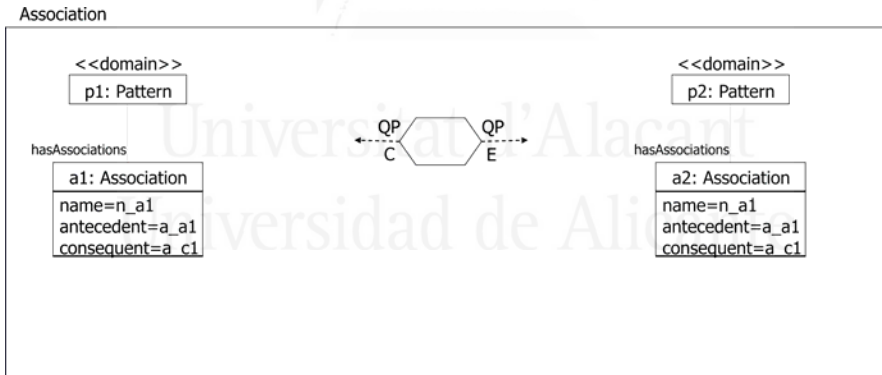 Association
<<domain>>
p1: Pattern
hasAssociations
a1: Association
name=n_a1
antecedent=a_a1
consequent=a_c1
QP
QP
C
E
<<domain>>
p2: Pattern
hasAssociations
a2: Association
name=n_a1
antecedent=a_a1
consequent=a_c1
Universitat d'Alacant
Universidad de Alicante